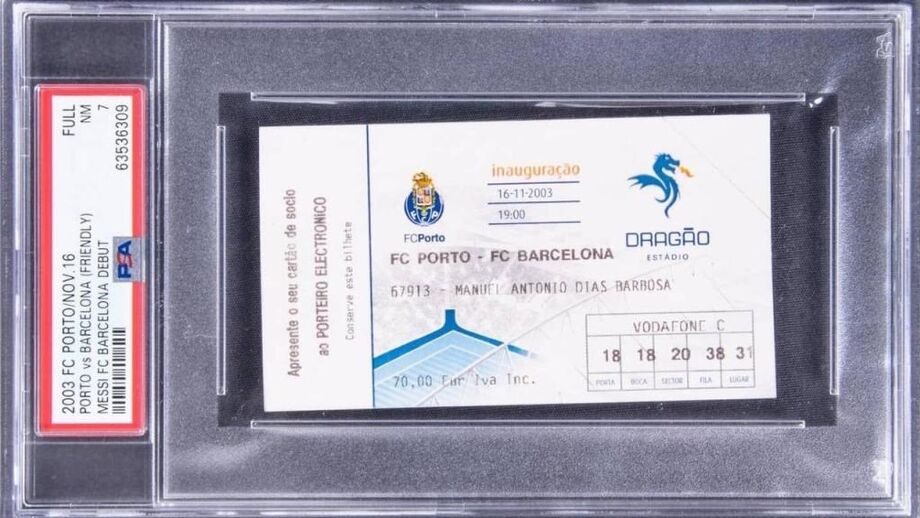 2003 FC PORTO/NOV.16 FULL
PORTO vs BARCELONA (FRIENDLY) NM
MESSI FC BARCELONA DEBUT 7
63536309
PSA
Apresente o seu cartão de socio
ao PORTEIRO ELECTRONICO
Conserve este bilhete
FCP
FCPorto
inauguração
16-11-2003
19:00
DRAGÃO
ESTÁDIO
FC PORTO - FC BARCELONA
67913 - MANUEL ANTONIO DIAS BARBOSA
VODAFONE C
18 18 20 38 31
PORTA BOCA SECTOR FILA LUGAR
70,00 Eur Iva Inc.